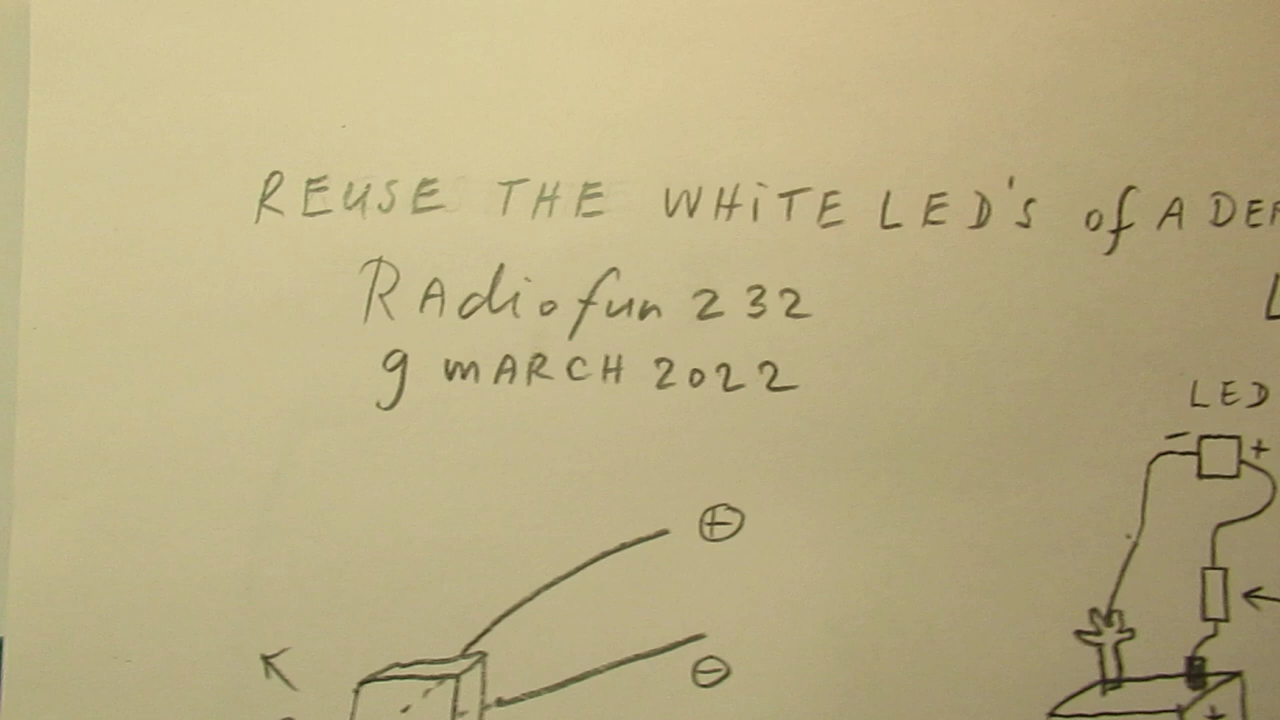 REUSE THE WHiTE LED's of A
RAdiofun 232
9 mARCH 2022
LED
- +
+
-